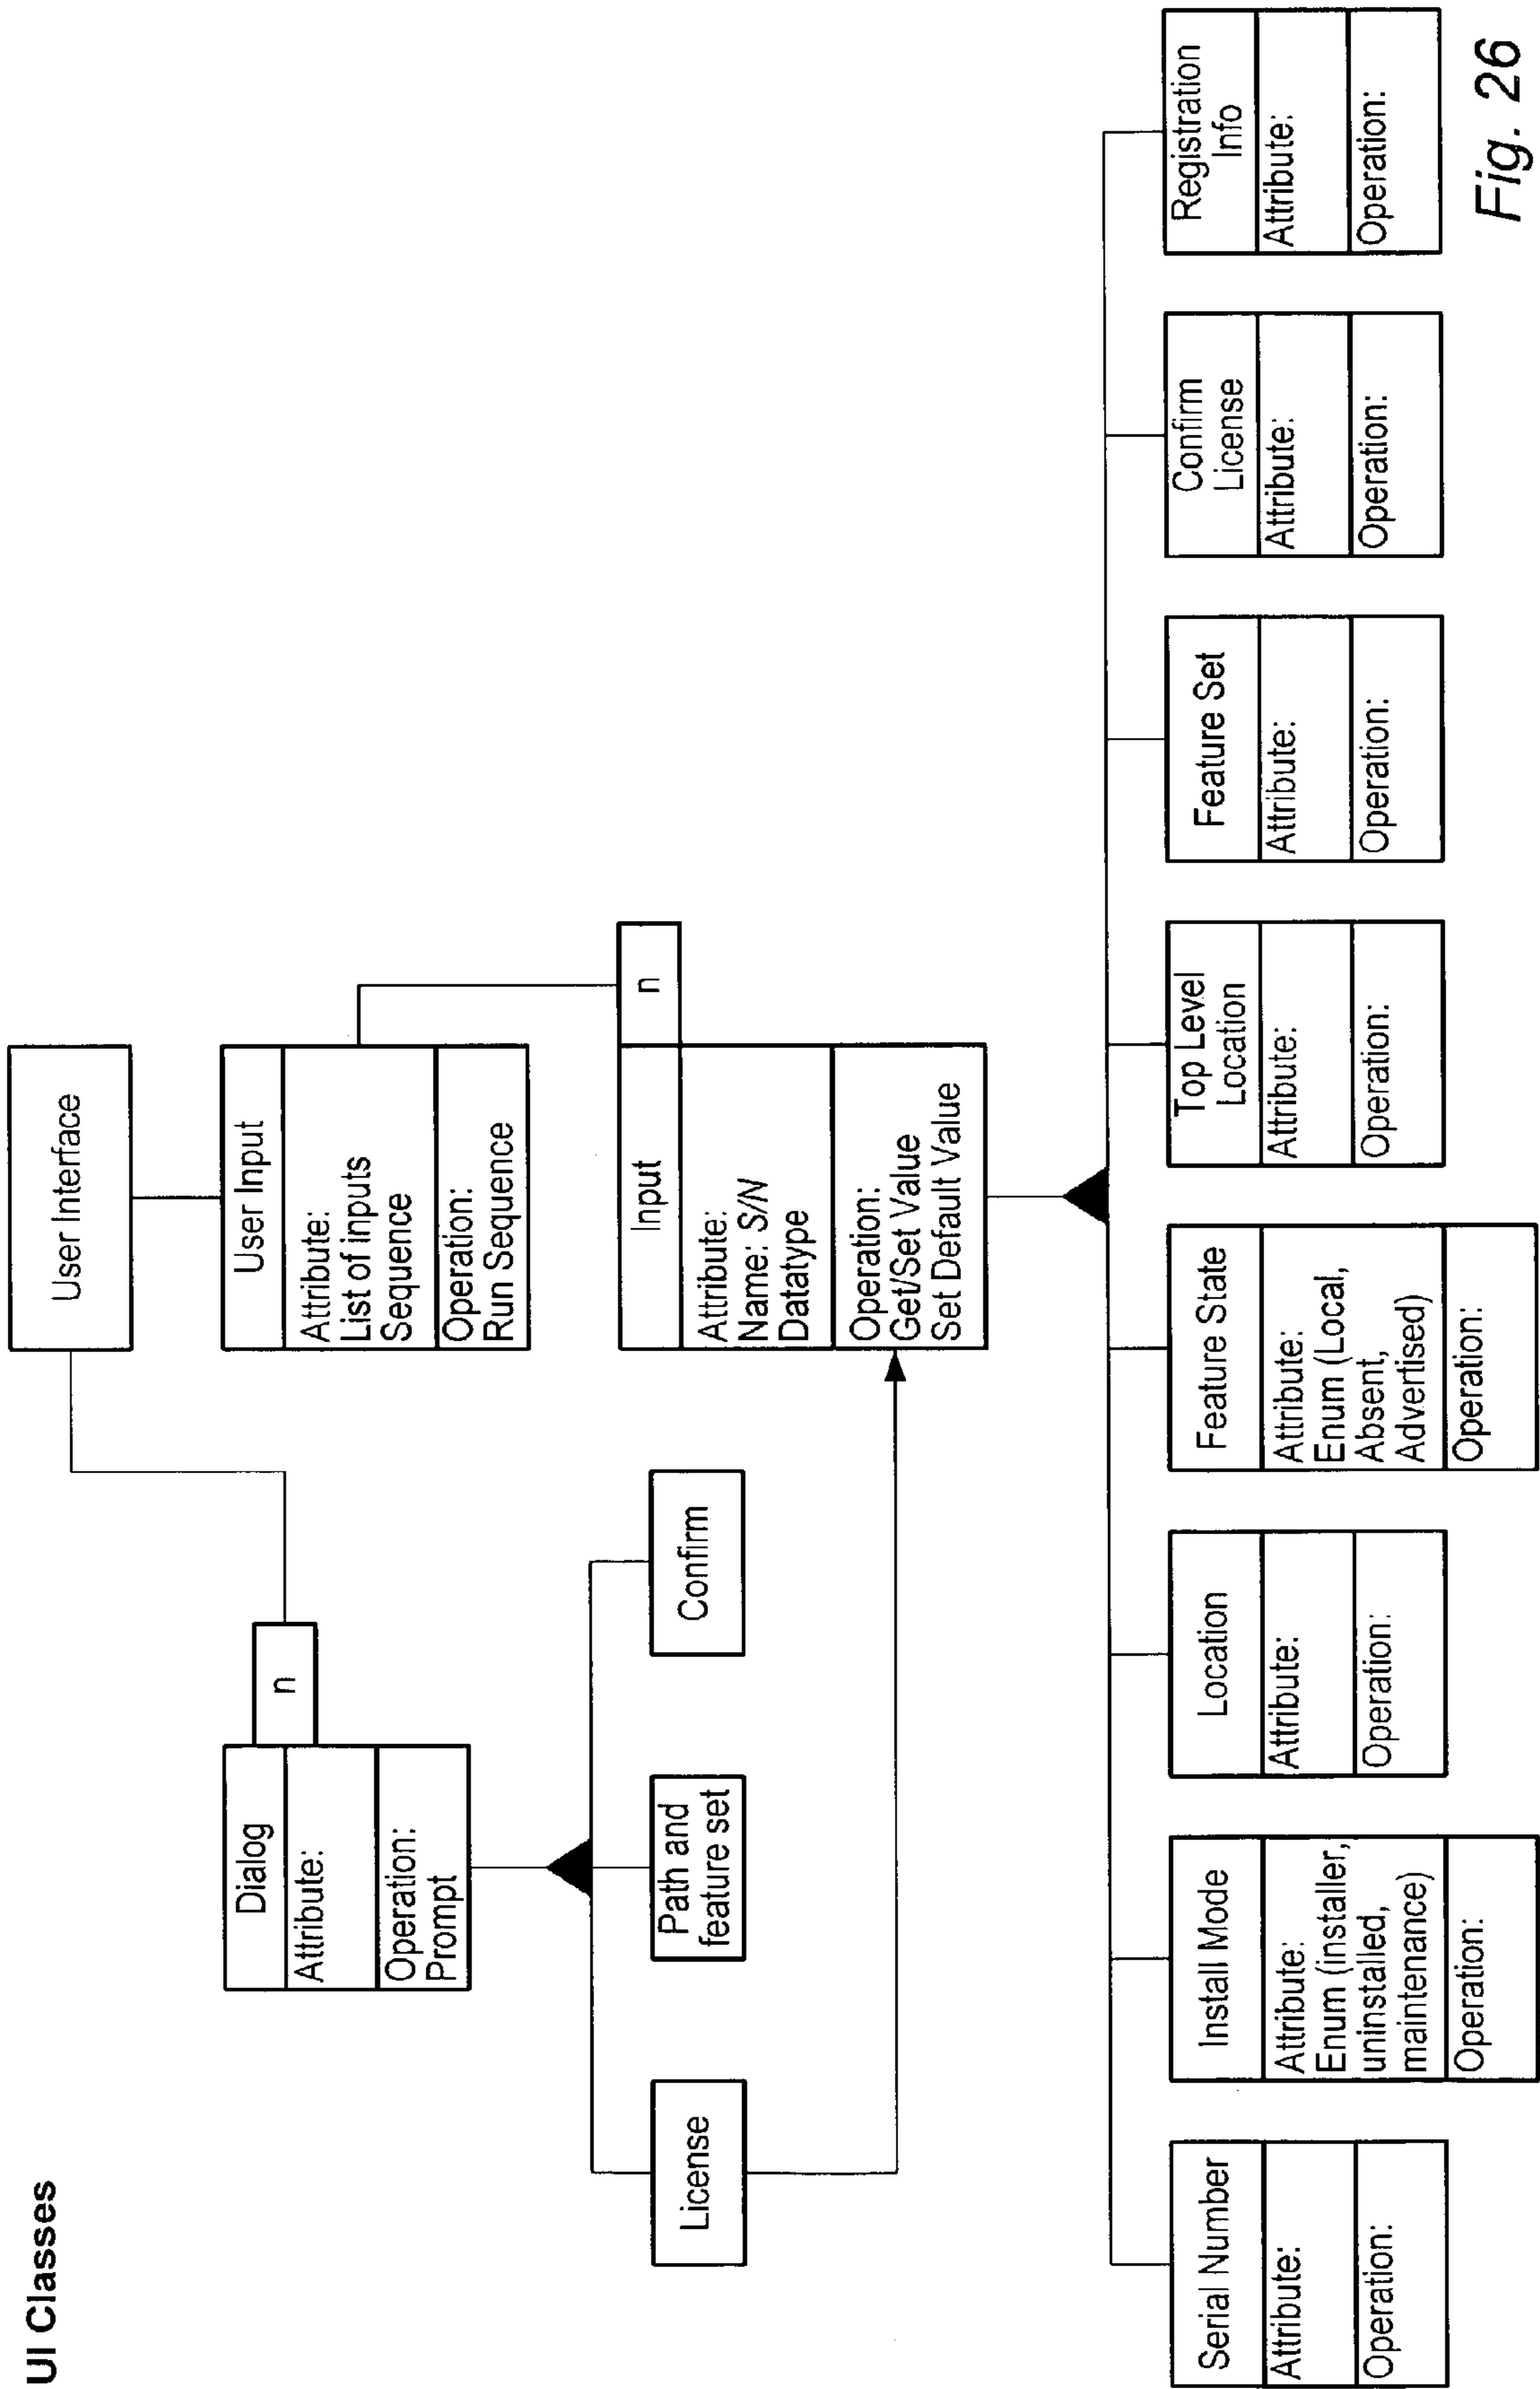 UI Classes
User Interface
Dialog
n
Attribute:
Operation:
Prompt
User Input
Attribute:
List of inputs
Sequence
Operation:
Run Sequence
License
Path and
feature set
Confirm
Input
n
Attribute:
Name: S/N
Datatype
Operation:
Get/Set Value
Set Default Value
Serial Number
Attribute:
Operation:
Install Mode
Attribute:
Enum (installer,
uninstalled,
maintenance)
Operation:
Location
Attribute:
Operation:
Feature State
Attribute:
Enum (Local,
Absent,
Advertised)
Operation:
Top Level
Location
Attribute:
Operation:
Feature Set
Attribute:
Operation:
Confirm
License
Attribute:
Operation:
Registration
Info
Attribute:
Operation:
Fig. 26